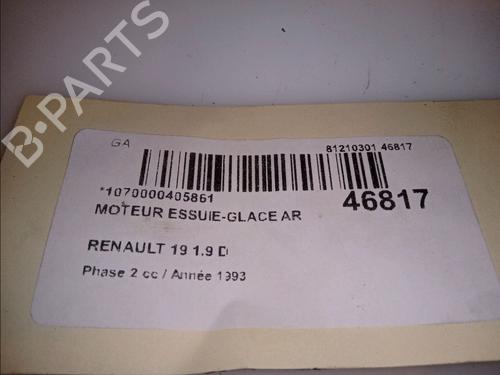 B-PARTS
GA
81210301 46817
*1070000405861
46817
MOTEUR ESSUIE-GLACE AR
RENAULT 19 1.9 D
Phase 2 cc / Année 1993